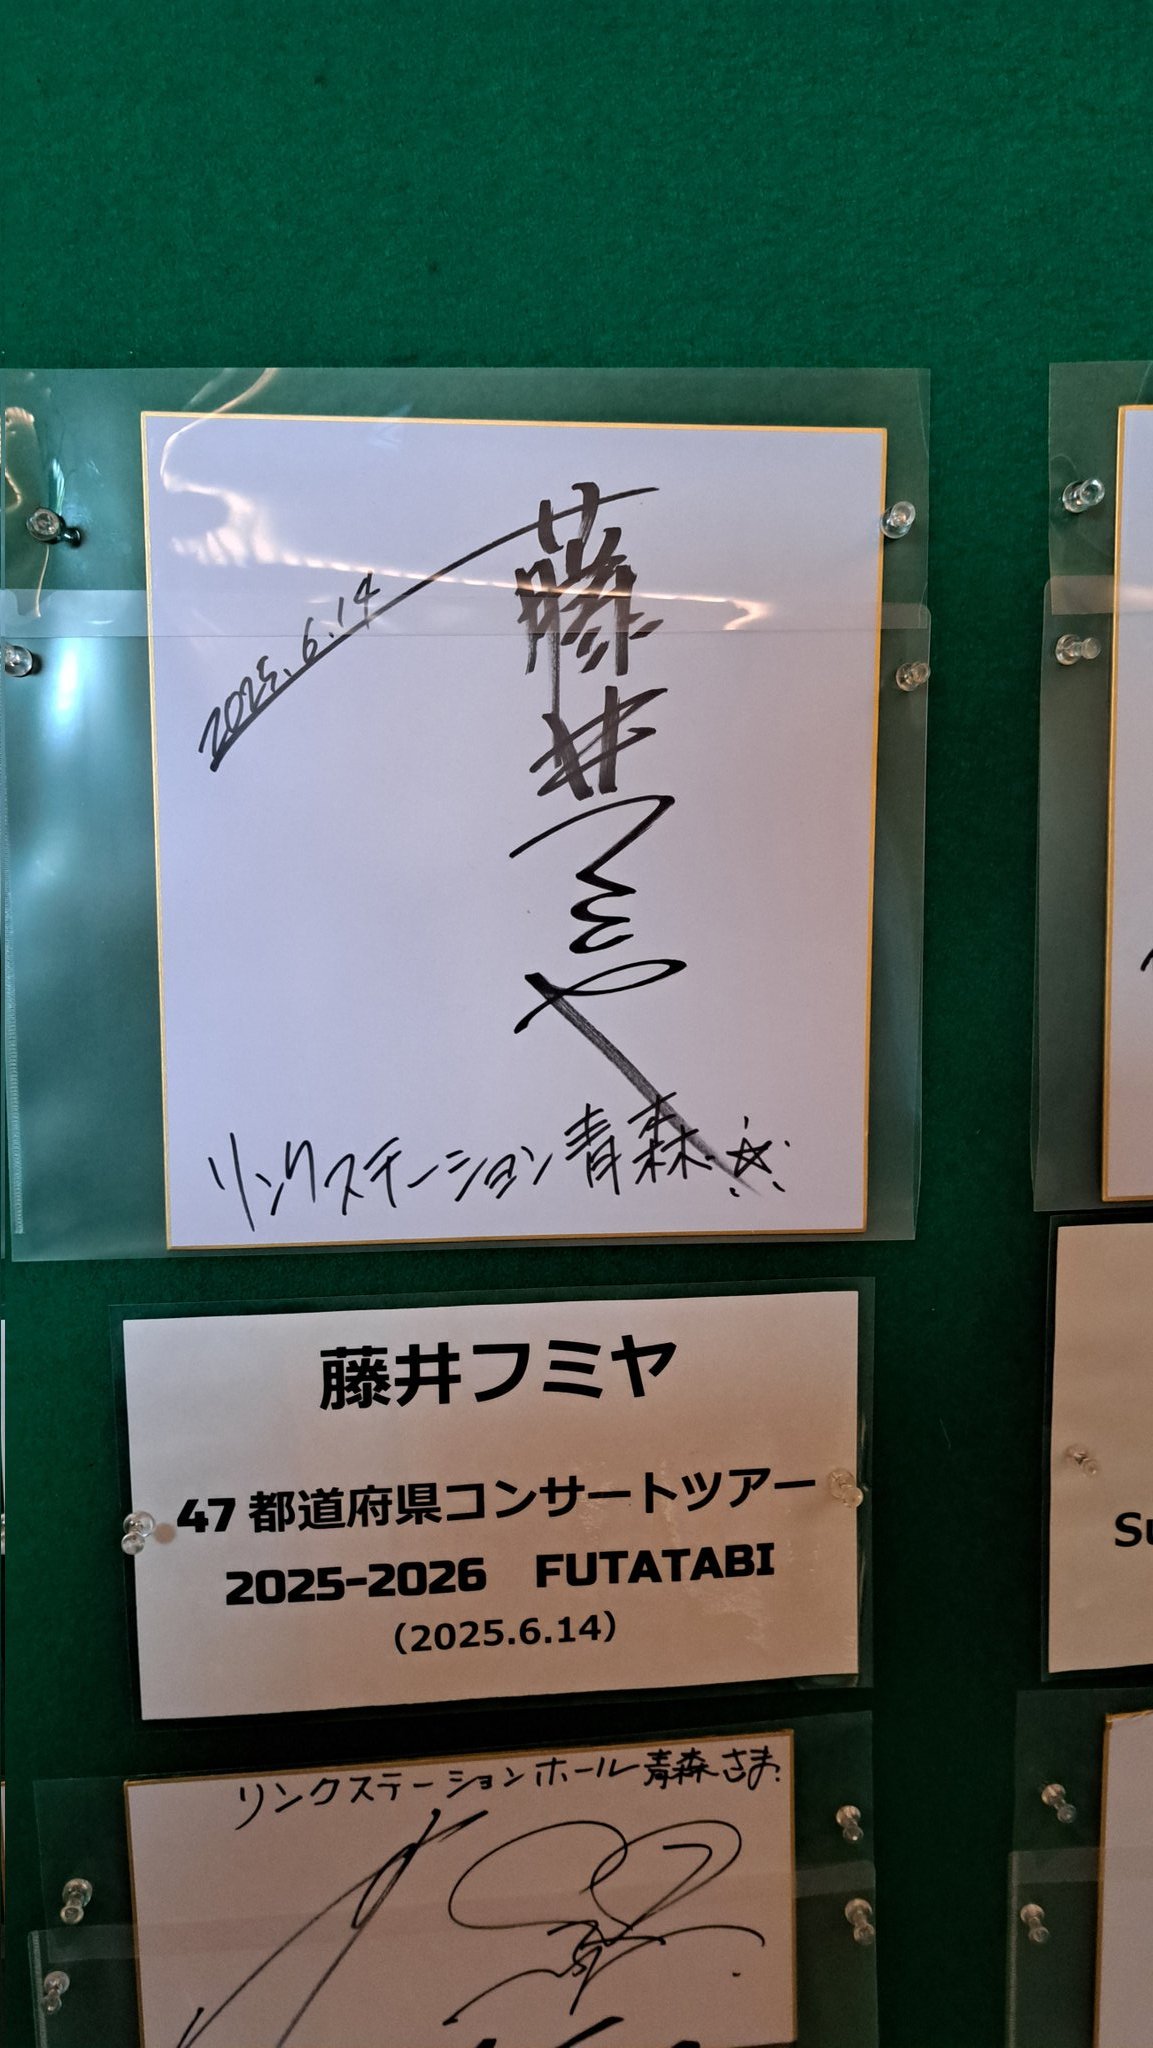 2025.6.14
藤井フミヤ
リンクステーション青森
藤井フミヤ
47都道府県コンサートツアー
2025-2026 FUTATABI
(2025.6.14)
Su
リンクステーションホール青森さま